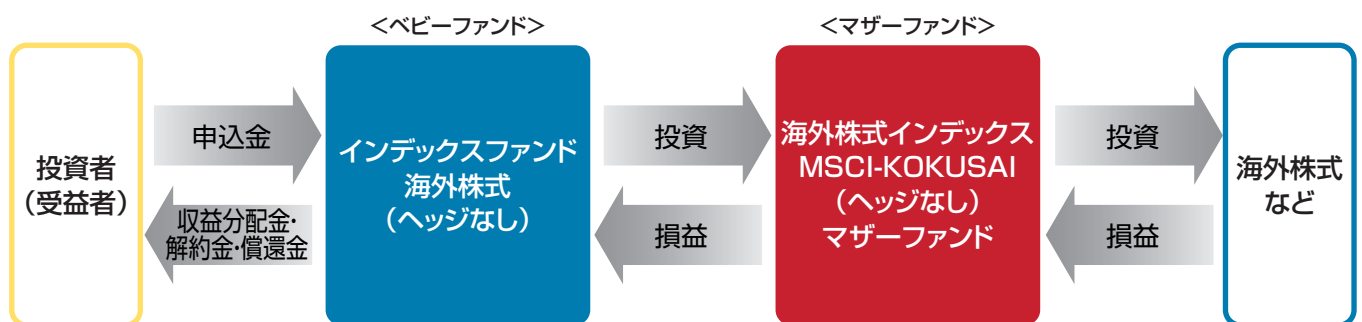 ＜ベビーファンド＞
＜マザーファンド＞
投資者
（受益者）
申込金
収益分配金・
解約金・償還金
インデックスファンド
海外株式
（ヘッジなし）
投資
損益
海外株式インデックス
MSCI-KOKUSAI
（ヘッジなし）
マザーファンド
投資
損益
海外株式
など